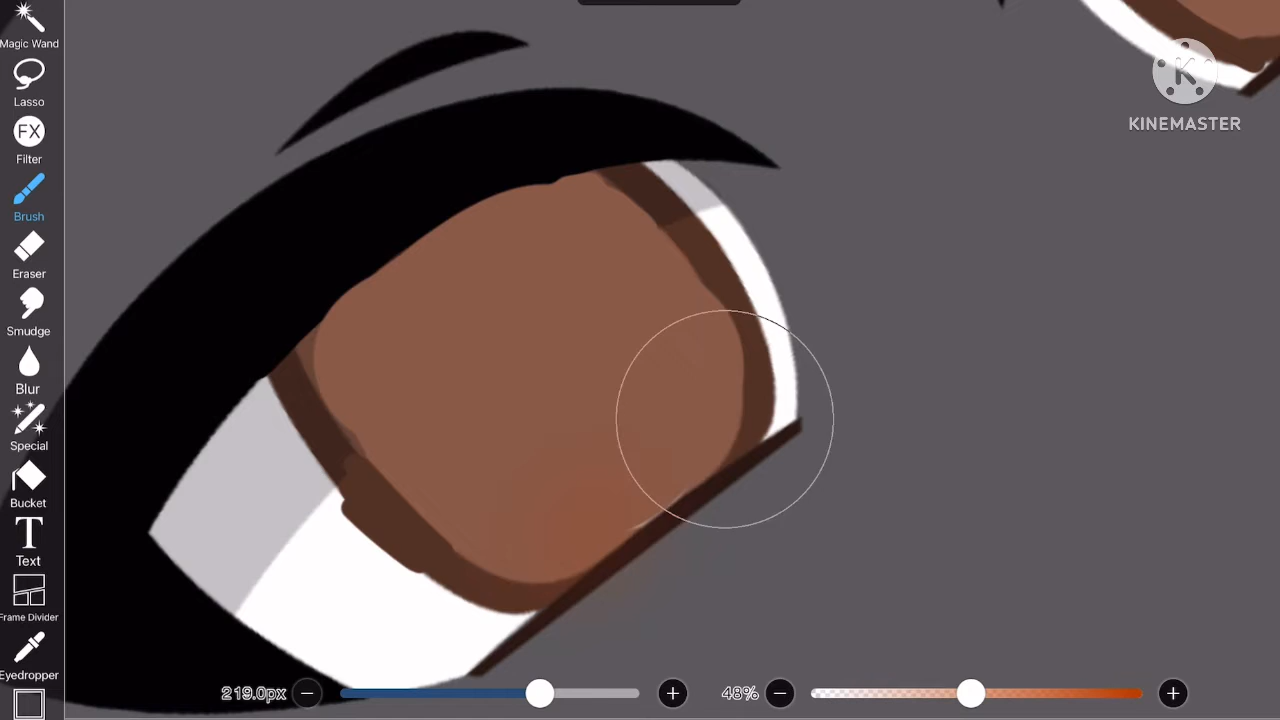 Magic Wand
Lasso
FX
Filter
Brush
Eraser
Smudge
Blur
Special
Bucket
T
Text
Frame Divider
Eyedropper
K
KINEMASTER
219.0px
48%